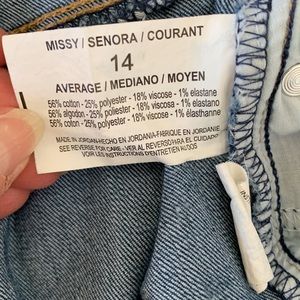 MISSY / SENORA / COURANT
14
AVERAGE / MEDIANO / MOYEN
56% cotton - 25% polyester - 18% viscose - 1% elastane
56% algodon - 25% poliester - 18% viscosa - 1% elastano
56% coton - 25% polyester - 18% viscose - 1% élasthanne
MADE IN JORDAN-HECHO EN JORDANIA-FABRIQUE EN JORDANIE
SEE REVERSE FOR CARE - VER AL REVERSO PARA EL CUIDADO
VOIR LES INSTRUCTIONS D'ENTRETIEN AU DOS